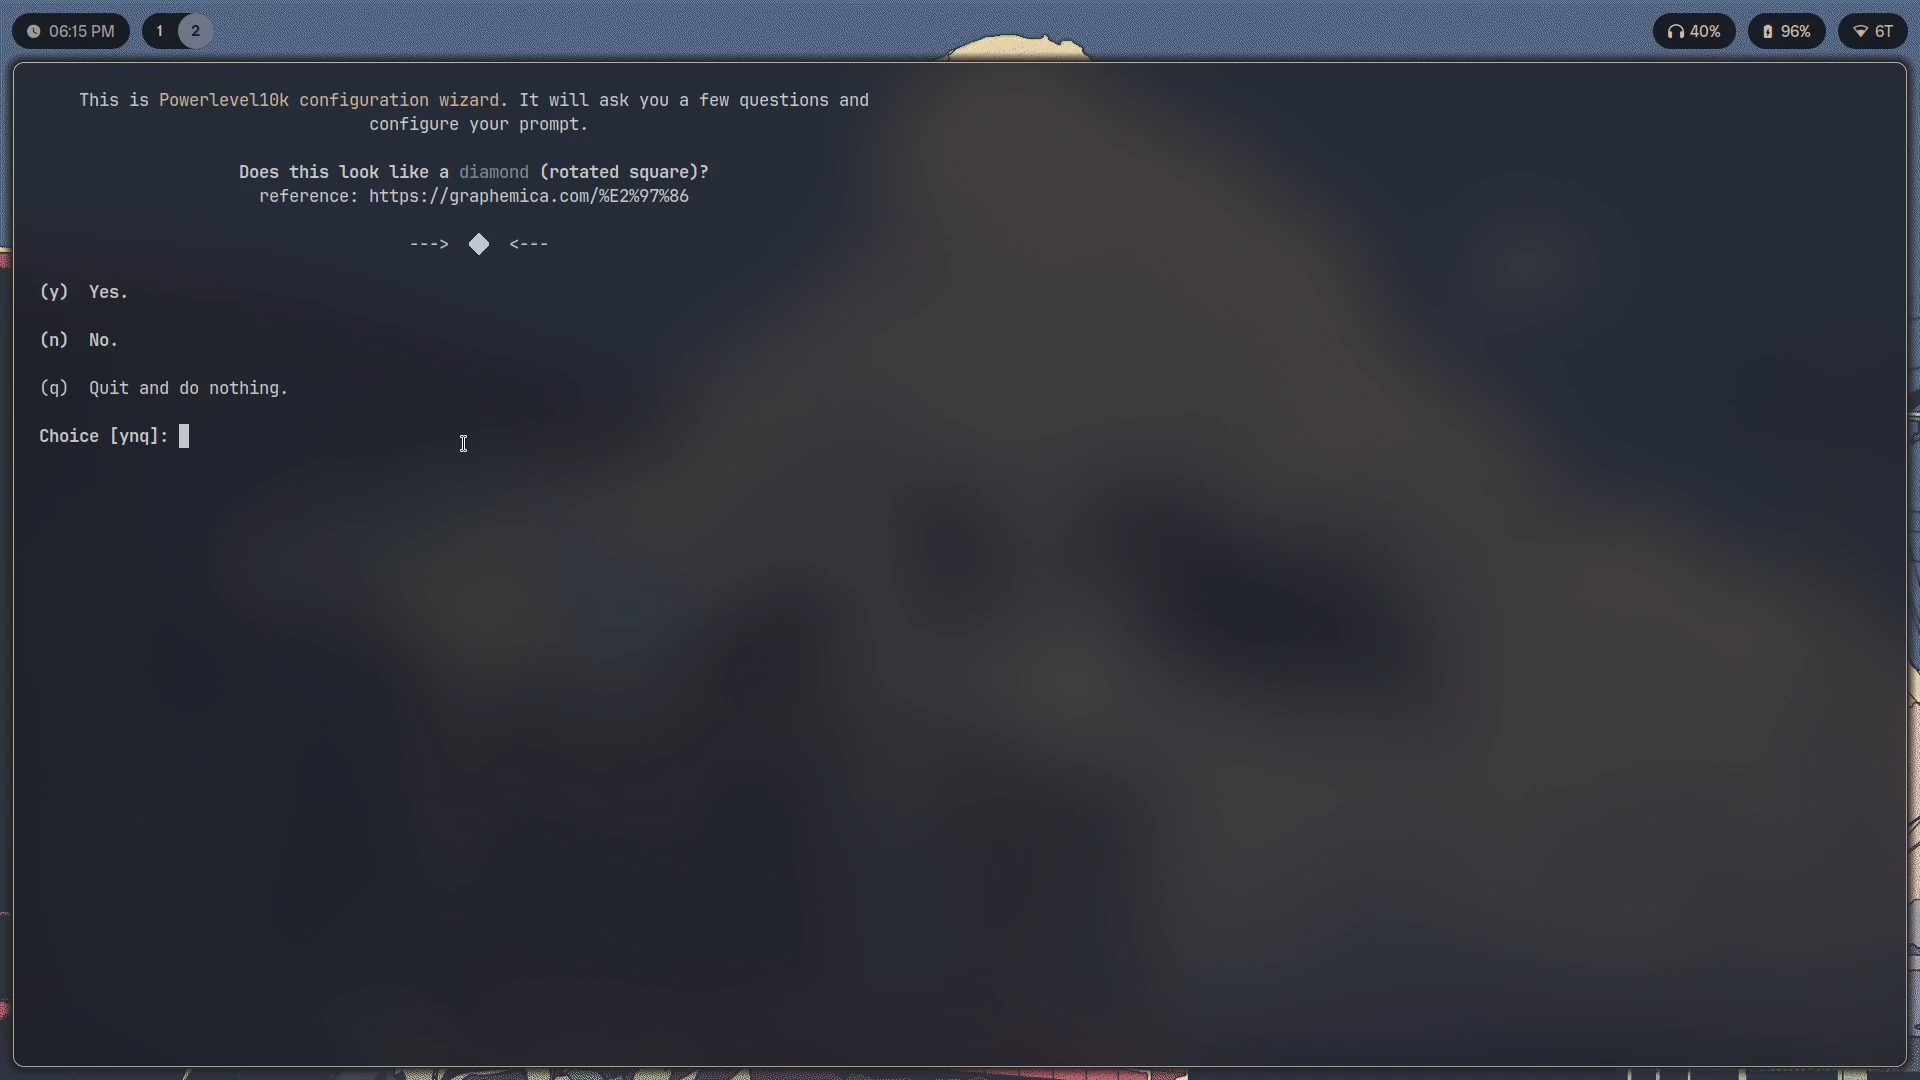 06:15 PM 1 2 40% 96% 6T
This is Powerlevel10k configuration wizard. It will ask you a few questions and
configure your prompt.
Does this look like a diamond (rotated square)?
reference: https://graphemica.com/%E2%97%86
---> ◆ <---
(y) Yes.
(n) No.
(q) Quit and do nothing.
Choice [ynq]: